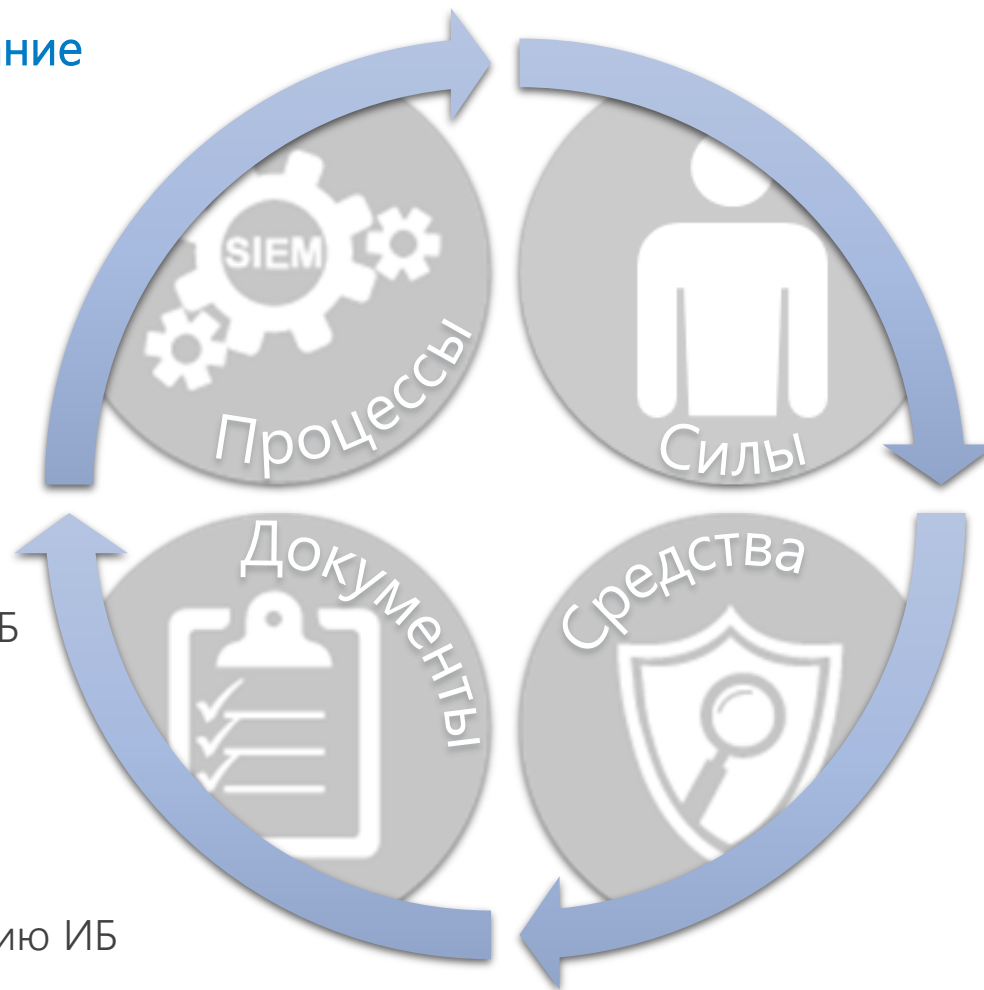 ние
SIEM
Процессы
Силы
Документы
Средства
Б
ию ИБ